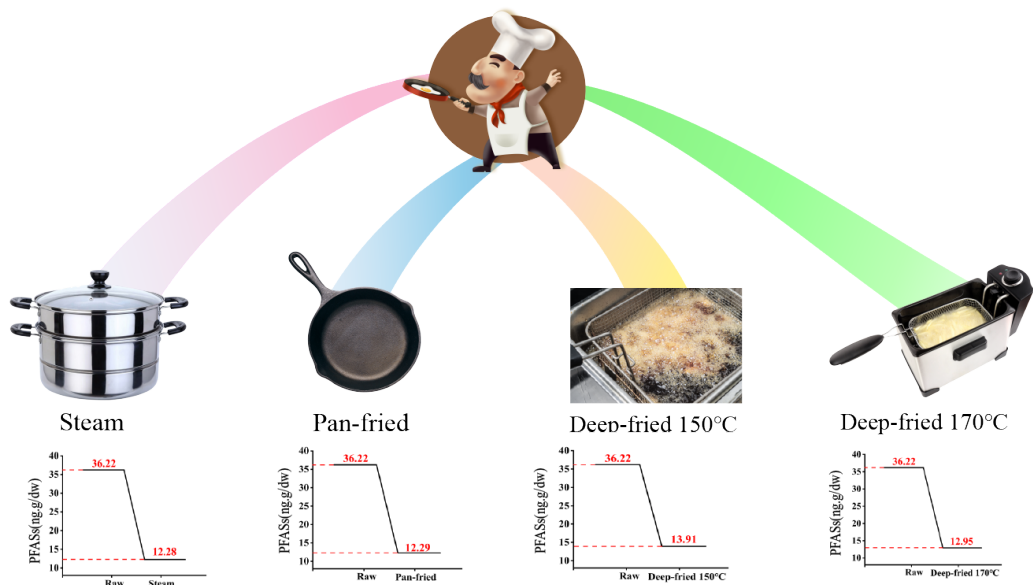 Steam
Pan-fried
Deep-fried 150°C
Deep-fried 170°C
PFASs(ng.g/dw)
40
35
30
25
20
15
10
36.22
12.28
Raw
Steam
PFASs(ng.g/dw)
40
35
30
25
20
15
10
36.22
12.29
Raw
Pan-fried
PFASs(ng.g/dw)
40
35
30
25
20
15
10
36.22
13.91
Raw
Deep-fried 150°C
PFASs(ng.g/dw)
40
35
30
25
20
15
10
36.22
12.95
Raw
Deep-fried 170°C